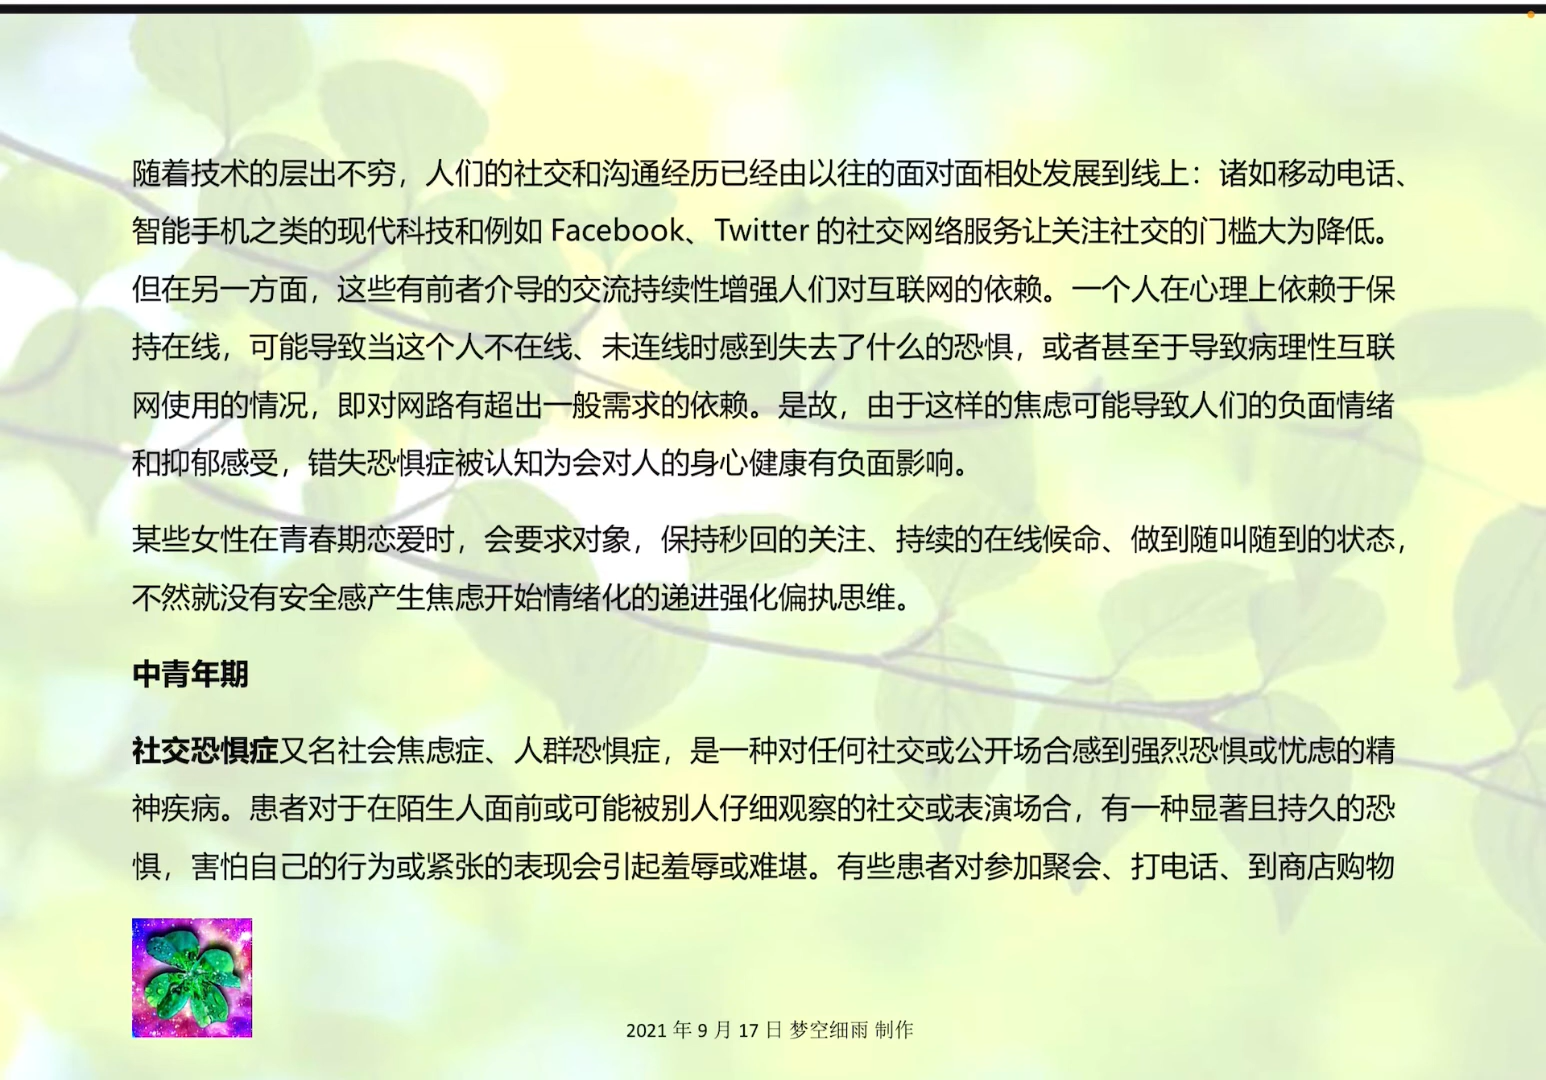 随着技术的层出不穷，人们的社交和沟通经历已经由以往的面对面相处发展到线上：诸如移动电话、
智能手机之类的现代科技和例如 Facebook、Twitter 的社交网络服务让关注社交的门槛大为降低。
但在另一方面，这些有前者介导的交流持续性增强人们对互联网的依赖。一个人在心理上依赖于保
持在线，可能导致当这个人不在线、未连线时感到失去了什么的恐惧，或者甚至于导致病理性互联
网使用的情况，即对网路有超出一般需求的依赖。是故，由于这样的焦虑可能导致人们的负面情绪
和抑郁感受，错失恐惧症被认知为会对人的身心健康有负面影响。
某些女性在青春期恋爱时，会要求对象，保持秒回的关注、持续的在线候命、做到随叫随到的状态，
不然就没有安全感产生焦虑开始情绪化的递进强化偏执思维。
中青年期
社交恐惧症又名社会焦虑症、人群恐惧症，是一种对任何社交或公开场合感到强烈恐惧或忧虑的精
神疾病。患者对于在陌生人面前或可能被别人仔细观察的社交或表演场合，有一种显著且持久的恐
惧，害怕自己的行为或紧张的表现会引起羞辱或难堪。有些患者对参加聚会、打电话、到商店购物
2021 年 9 月 17 日 梦空细雨 制作